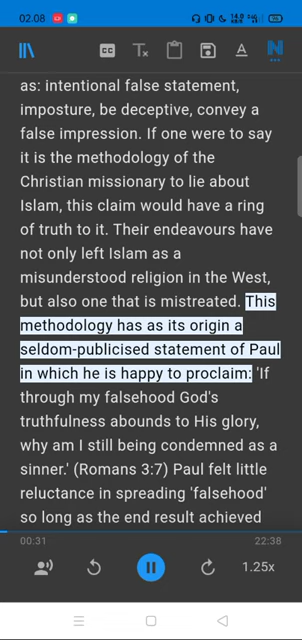 02.08
14.0
KB/s
CC
A
N
as: intentional false statement,
imposture, be deceptive, convey a
false impression. If one were to say
it is the methodology of the
Christian missionary to lie about
Islam, this claim would have a ring
of truth to it. Their endeavours have
not only left Islam as a
misunderstood religion in the West,
but also one that is mistreated. This
methodology has as its origin a
seldom-publicised statement of Paul
in which he is happy to proclaim: 'If
through my falsehood God's
truthfulness abounds to His glory,
why am I still being condemned as a
sinner.' (Romans 3:7) Paul felt little
reluctance in spreading 'falsehood'
so long as the end result achieved
00:31 22:38
1.25x